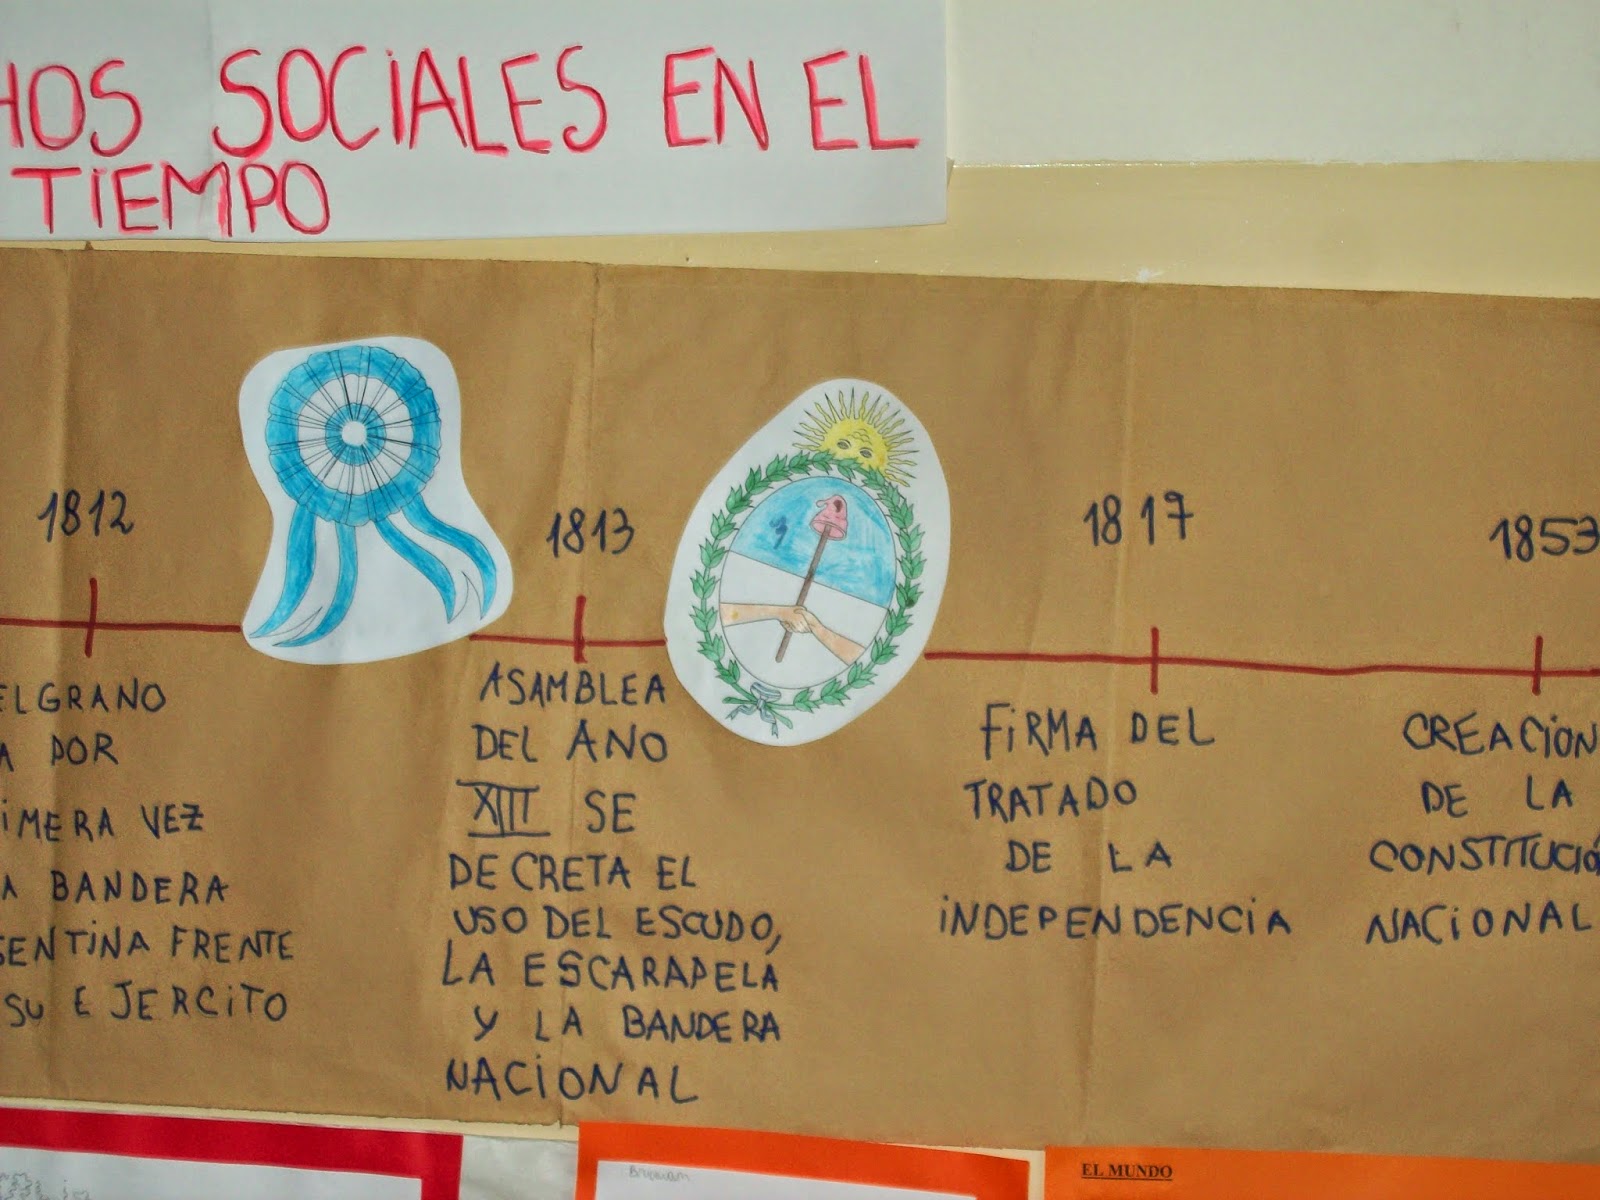 HOS SOCIALES EN EL
TIEMPO
1812
ELGRANO
A POR
IMERA VEZ
A BANDERA
GENTINA FRENTE
SU EJERCITO
1813
ASAMBLEA
DEL AÑO
XIII SE
DECRETA EL
USO DEL ESCUDO,
LA ESCARAPELA
Y LA BANDERA
NACIONAL
1817
FIRMA DEL
TRATADO
DE LA
INDEPENDENCIA
1853
CREACION
DE LA
CONSTITUCIÓ
NACIONAL
EL MUNDO